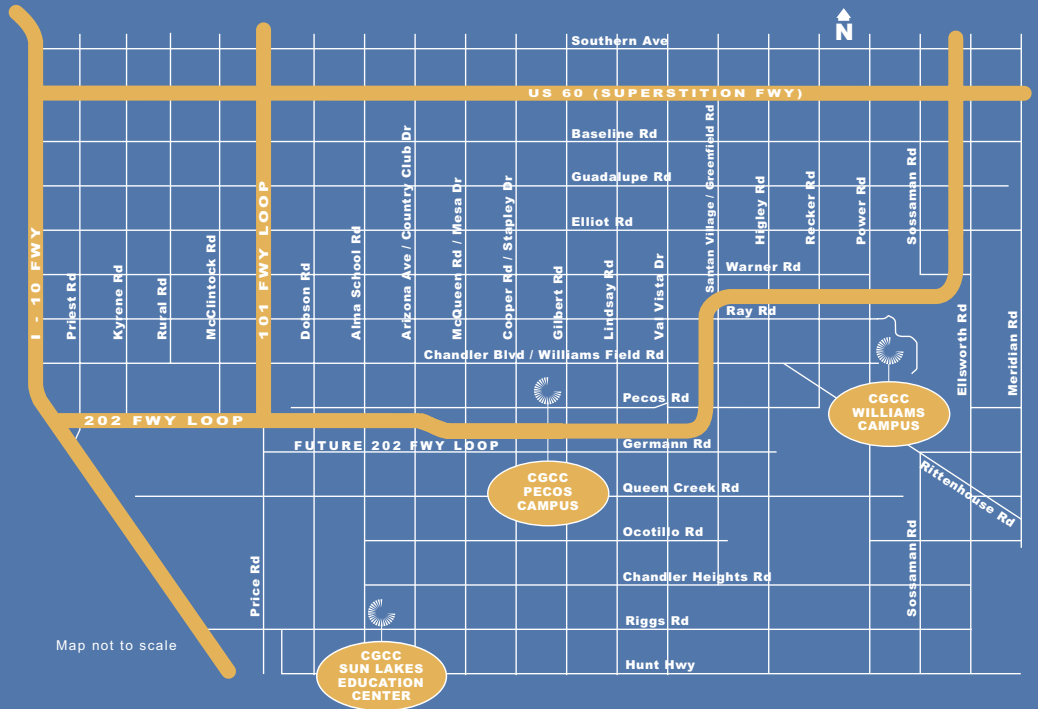 N
Southern Ave
US 60 (SUPERSTITION FWY)
Baseline Rd
Guadalupe Rd
Elliot Rd
Warner Rd
Ray Rd
Chandler Blvd / Williams Field Rd
Pecos Rd
202 FWY LOOP
FUTURE 202 FWY LOOP
Germann Rd
Queen Creek Rd
Ocotillo Rd
Chandler Heights Rd
Riggs Rd
Hunt Hwy
I - 10 FWY
Priest Rd
Kyrene Rd
Rural Rd
McClintock Rd
101 FWY LOOP
Price Rd
Dobson Rd
Alma School Rd
Arizona Ave / Country Club Dr
McQueen Rd / Mesa Dr
Cooper Rd / Stapley Dr
Gilbert Rd
Lindsay Rd
Val Vista Dr
Santan Village / Greenfield Rd
Higley Rd
Recker Rd
Power Rd
Sossaman Rd
Ellsworth Rd
Meridian Rd
Rittenhouse Rd
Sossaman Rd
CGCC
WILLIAMS
CAMPUS
CGCC
PECOS
CAMPUS
CGCC
SUN LAKES
EDUCATION
CENTER
Map not to scale